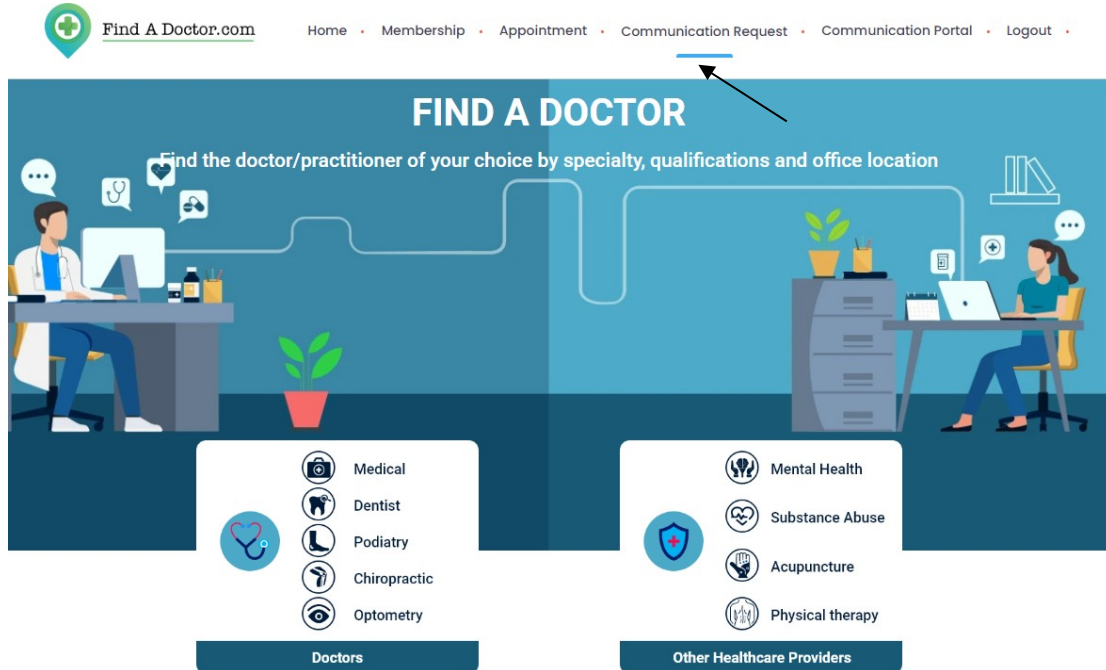 Find A Doctor.com
Home • Membership • Appointment • Communication Request • Communication Portal • Logout •
FIND A DOCTOR
Find the doctor/practitioner of your choice by specialty, qualifications and office location
Medical
Dentist
Podiatry
Chiropractic
Optometry
Doctors
Mental Health
Substance Abuse
Acupuncture
Physical therapy
Other Healthcare Providers